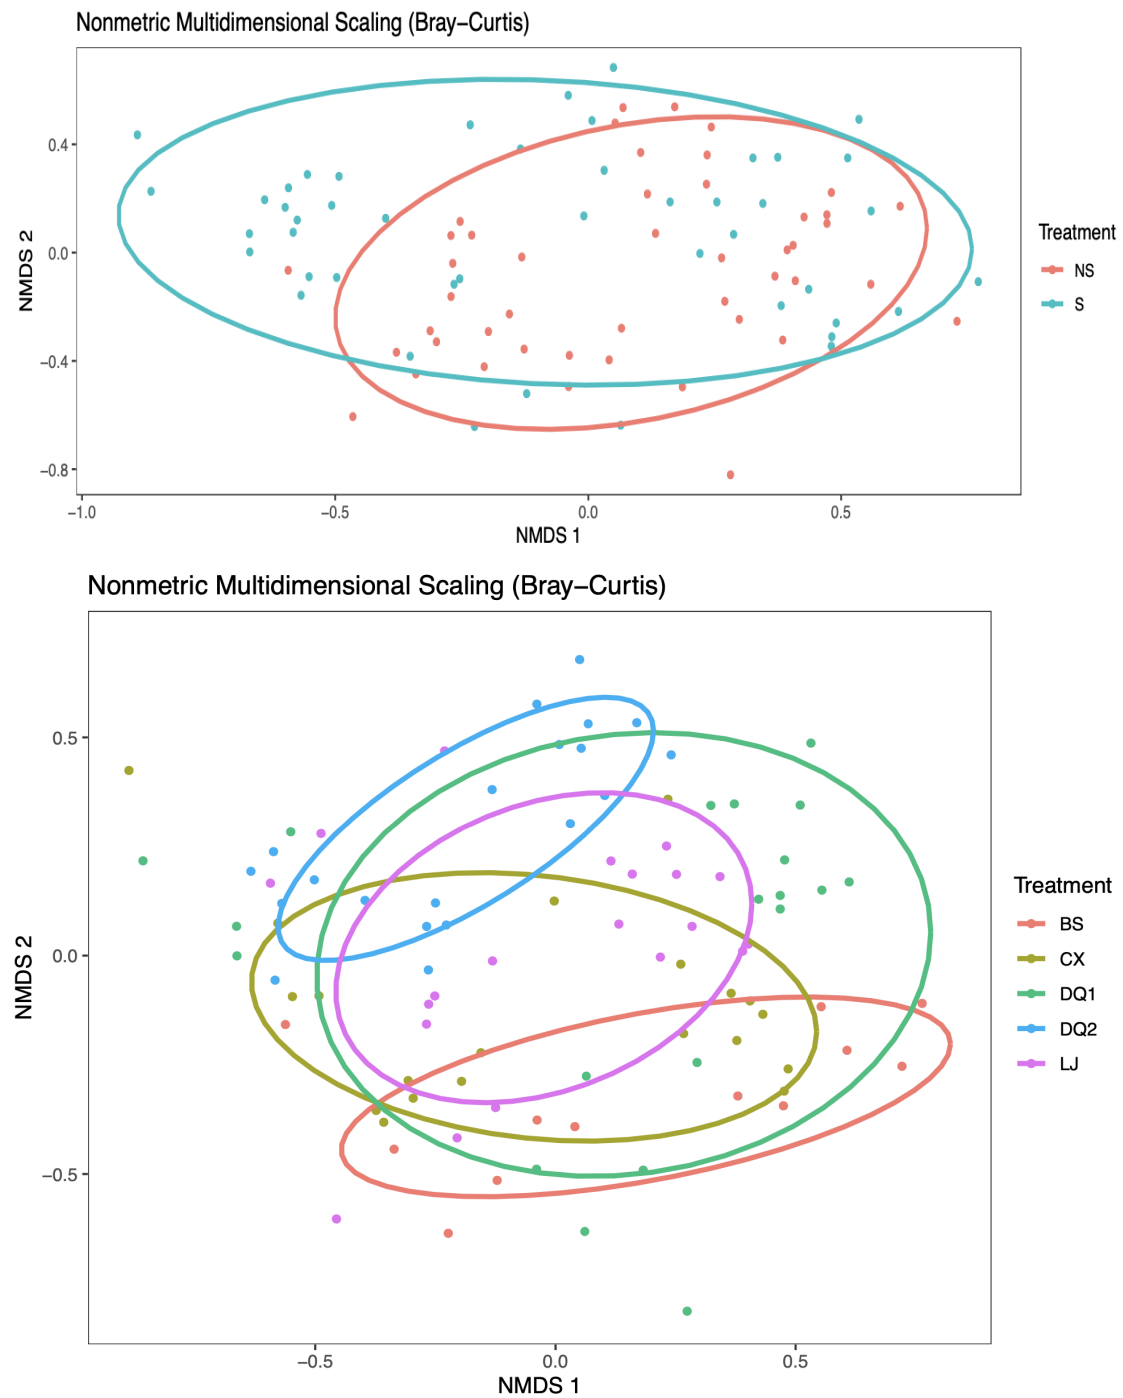 Nonmetric Multidimensional Scaling (Bray−Curtis)
0.4
0.0
−0.4
−0.8
NMDS 2
−1.0 −0.5 0.0 0.5
NMDS 1
Treatment
NS
S
Nonmetric Multidimensional Scaling (Bray−Curtis)
0.5
0.0
−0.5
NMDS 2
−0.5 0.0 0.5
NMDS 1
Treatment
BS
CX
DQ1
DQ2
LJ